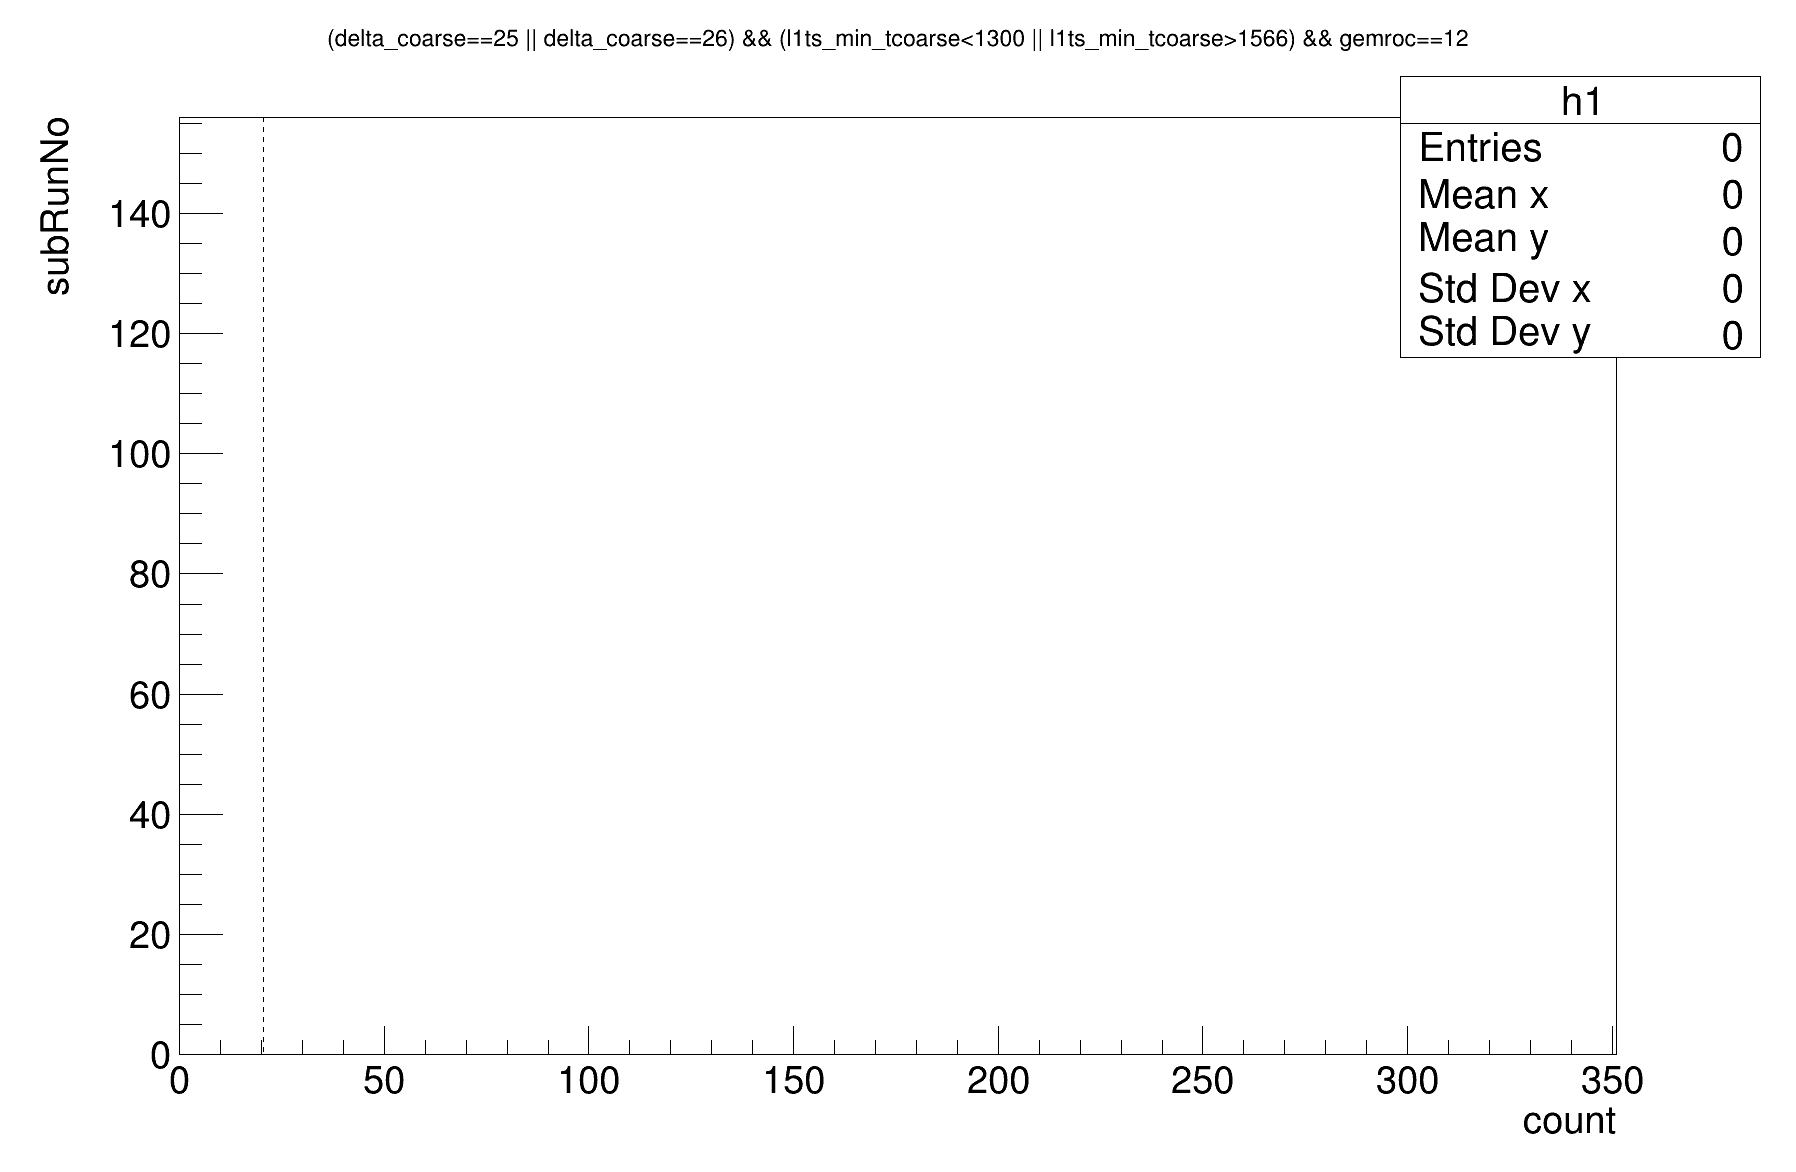 (delta_coarse==25 || delta_coarse==26) && (l1ts_min_tcoarse<1300 || l1ts_min_tcoarse>1566) && gemroc==12
h1
Entries 0
Mean x 0
Mean y 0
Std Dev x 0
Std Dev y 0
subRunNo
140
120
100
80
60
40
20
0
0 50 100 150 200 250 300 350
count